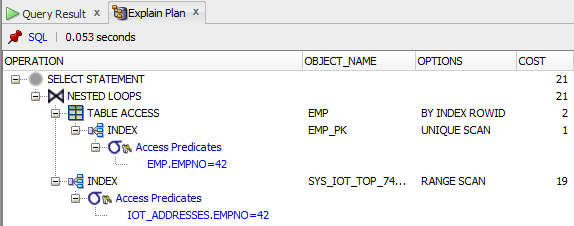 Query Result x Explain Plan x
SQL | 0.053 seconds
OPERATION OBJECT_NAME OPTIONS COST
SELECT STATEMENT 21
NESTED LOOPS 21
TABLE ACCESS EMP BY INDEX ROWID 2
INDEX EMP_PK UNIQUE SCAN 1
Access Predicates
EMP.EMPNO=42
INDEX SYS_IOT_TOP_74... RANGE SCAN 19
Access Predicates
IOT_ADDRESSES.EMPNO=42